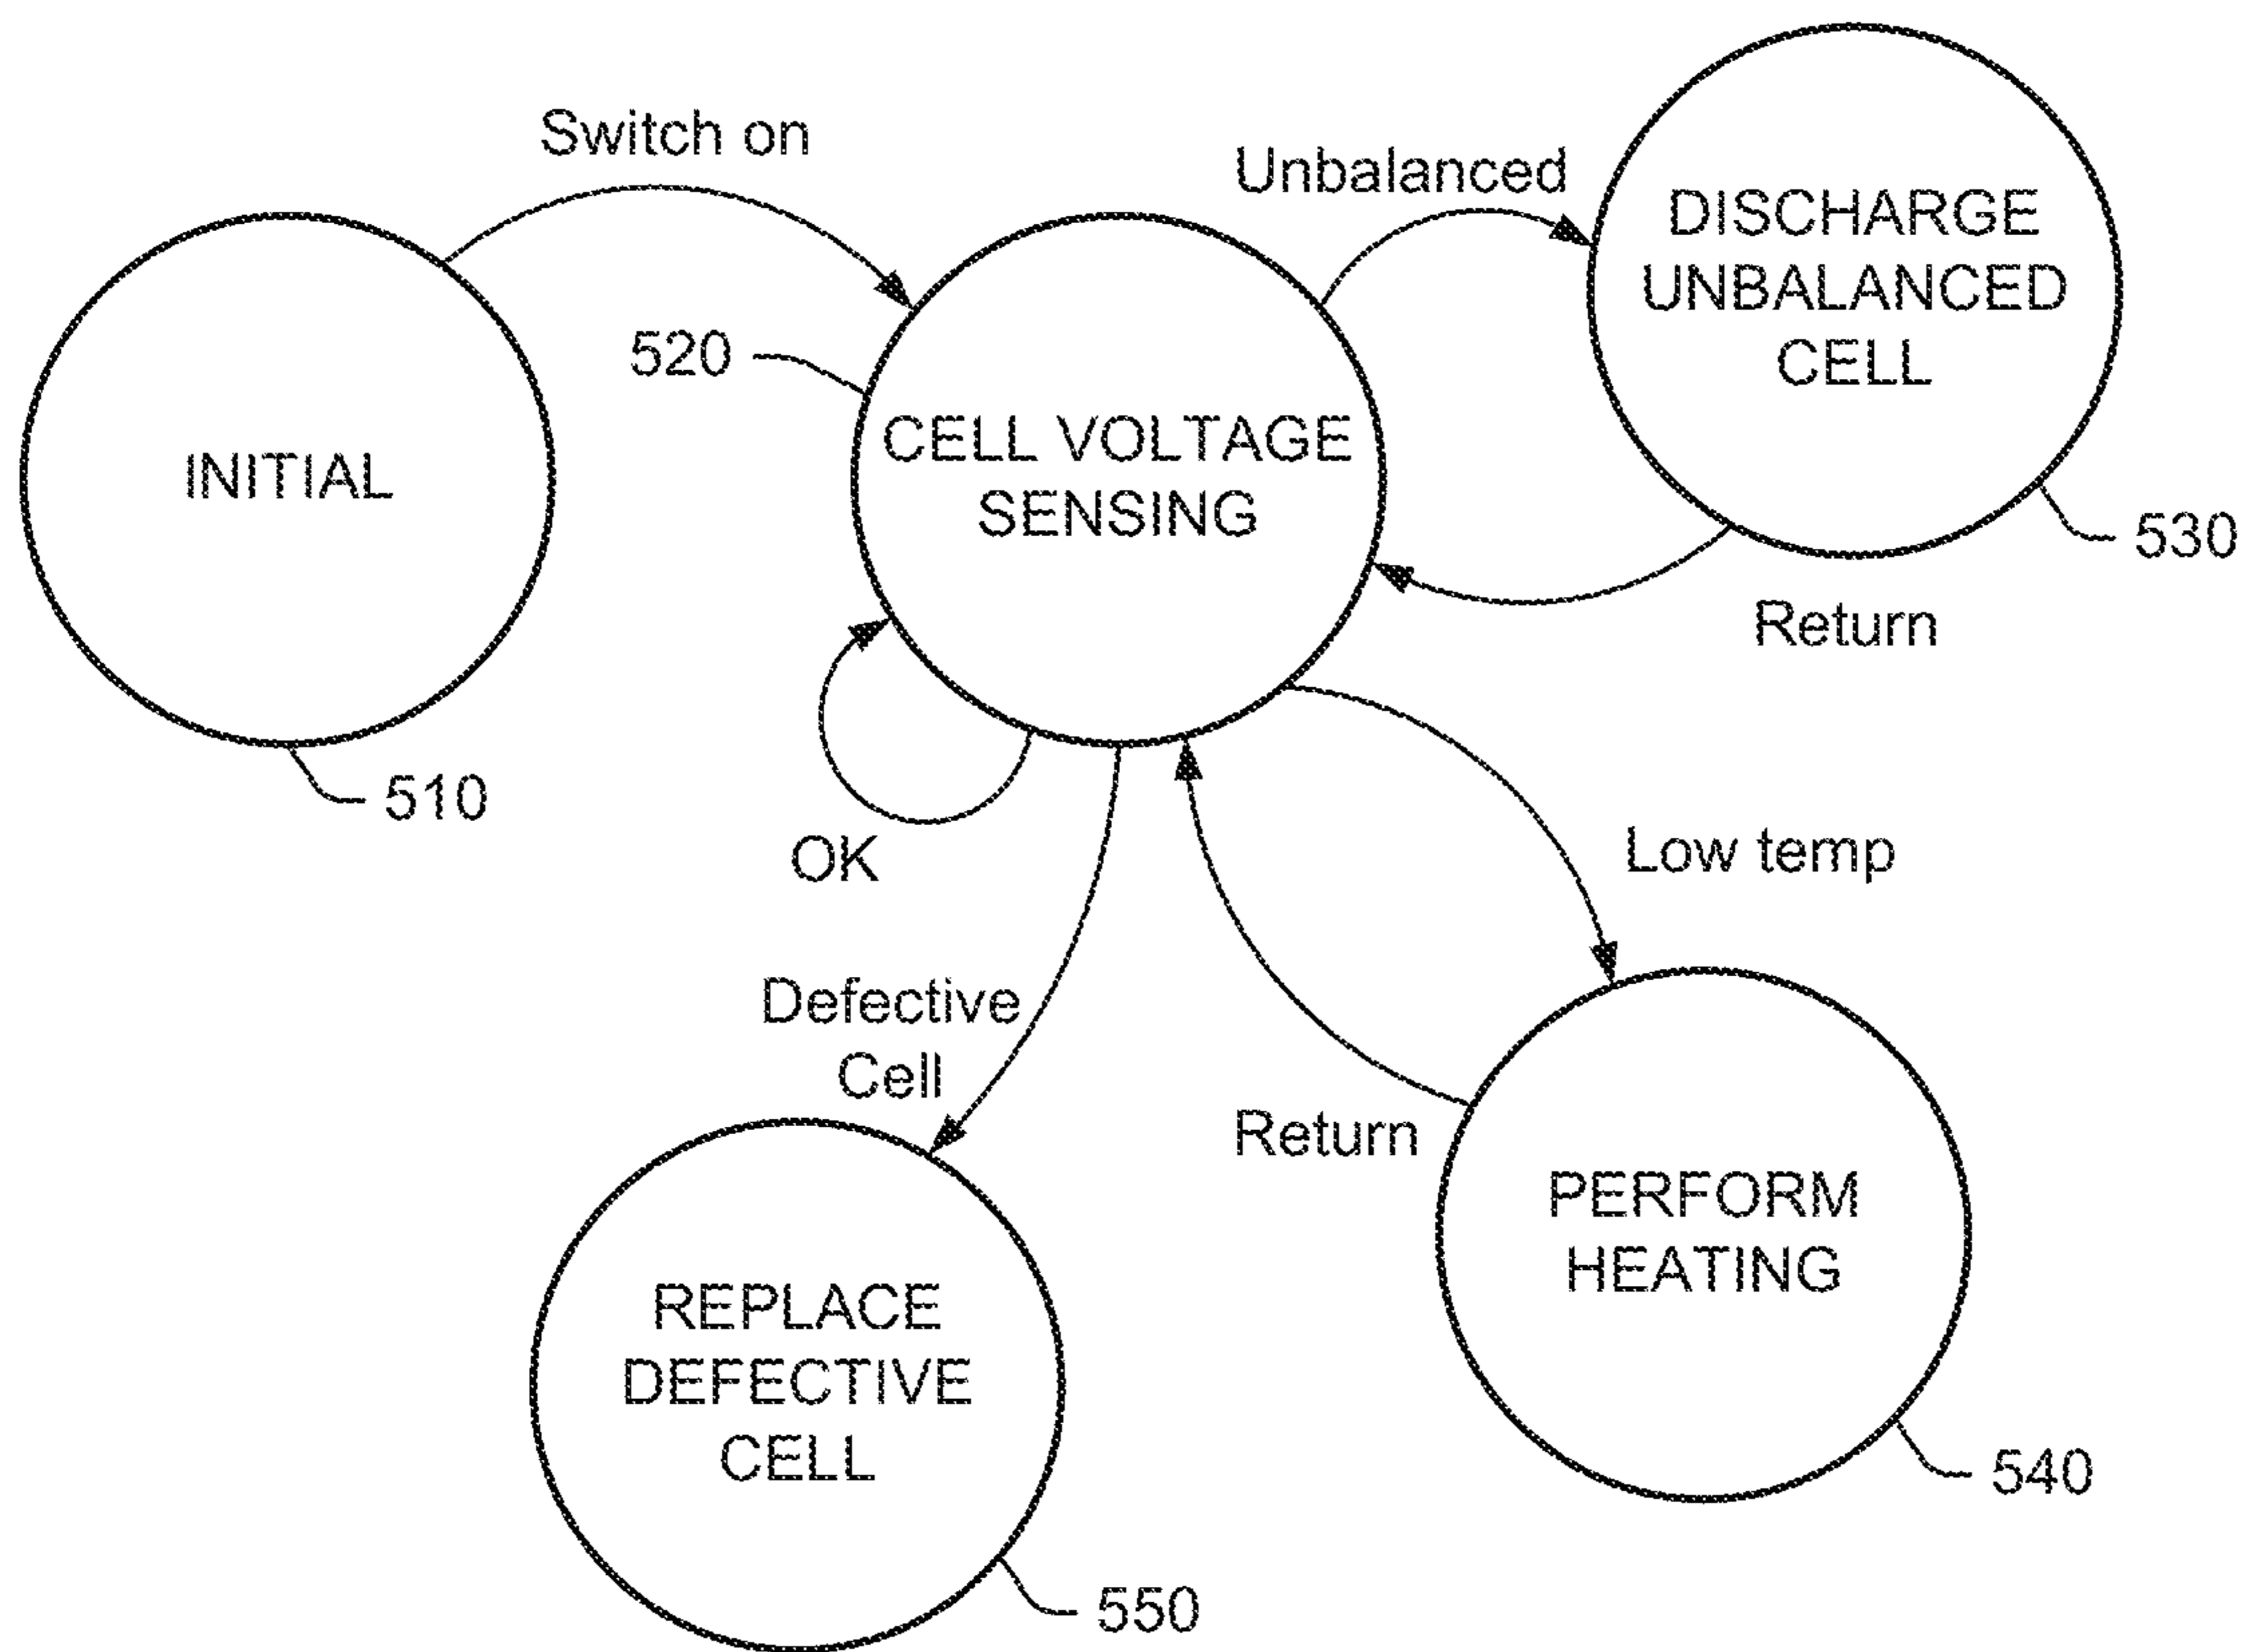 Switch on
Unbalanced
DISCHARGE
UNBALANCED
CELL
530
Return
INITIAL
510
520
CELL VOLTAGE
SENSING
OK
Low temp
Defective
Cell
Return
PERFORM
HEATING
540
REPLACE
DEFECTIVE
CELL
550